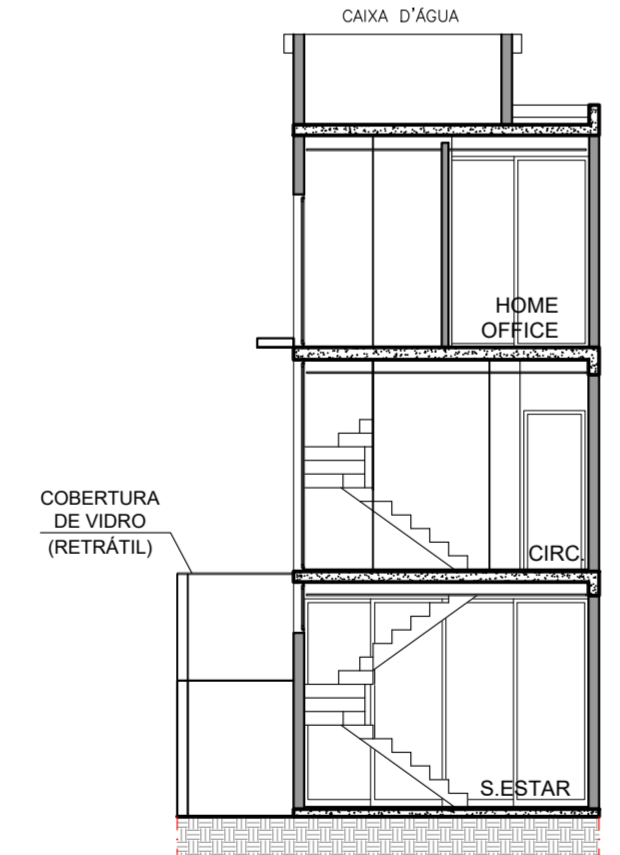 CAIXA D'ÁGUA
HOME
OFFICE
COBERTURA
DE VIDRO
(RETRÁTIL)
CIRC.
S.ESTAR